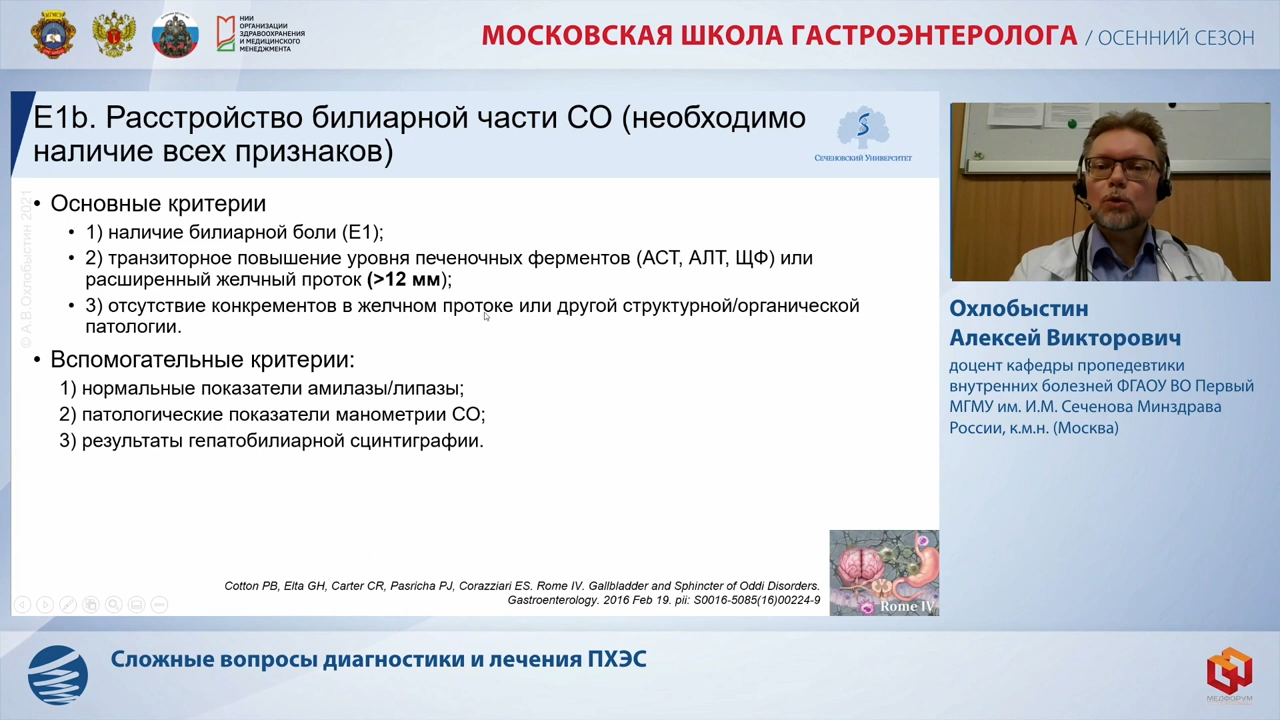 НИИ
ОРГАНИЗАЦИИ
ЗДРАВООХРАНЕНИЯ
И МЕДИЦИНСКОГО
МЕНЕДЖМЕНТА
МОСКОВСКАЯ ШКОЛА ГАСТРОЭНТЕРОЛОГА / ОСЕННИЙ СЕЗОН
E1b. Расстройство билиарной части СО (необходимо
наличие всех признаков)
СЕЧЕНОВСКИЙ УНИВЕРСИТЕТ
© А.В.Охлобыстин 2021
• Основные критерии
• 1) наличие билиарной боли (E1);
• 2) транзиторное повышение уровня печеночных ферментов (АСТ, АЛТ, ЩФ) или
расширенный желчный проток (>12 мм);
• 3) отсутствие конкрементов в желчном протоке или другой структурной/органической
патологии.
• Вспомогательные критерии:
1) нормальные показатели амилазы/липазы;
2) патологические показатели манометрии СО;
3) результаты гепатобилиарной сцинтиграфии.
Cotton PB, Elta GH, Carter CR, Pasricha PJ, Corazziari ES. Rome IV. Gallbladder and Sphincter of Oddi Disorders.
Gastroenterology. 2016 Feb 19. pii: S0016-5085(16)00224-9
Rome IV
Охлобыстин
Алексей Викторович
доцент кафедры пропедевтики
внутренних болезней ФГАОУ ВО Первый
МГМУ им. И.М. Сеченова Минздрава
России, к.м.н. (Москва)
Сложные вопросы диагностики и лечения ПХЭС
МЕДФОРУМ